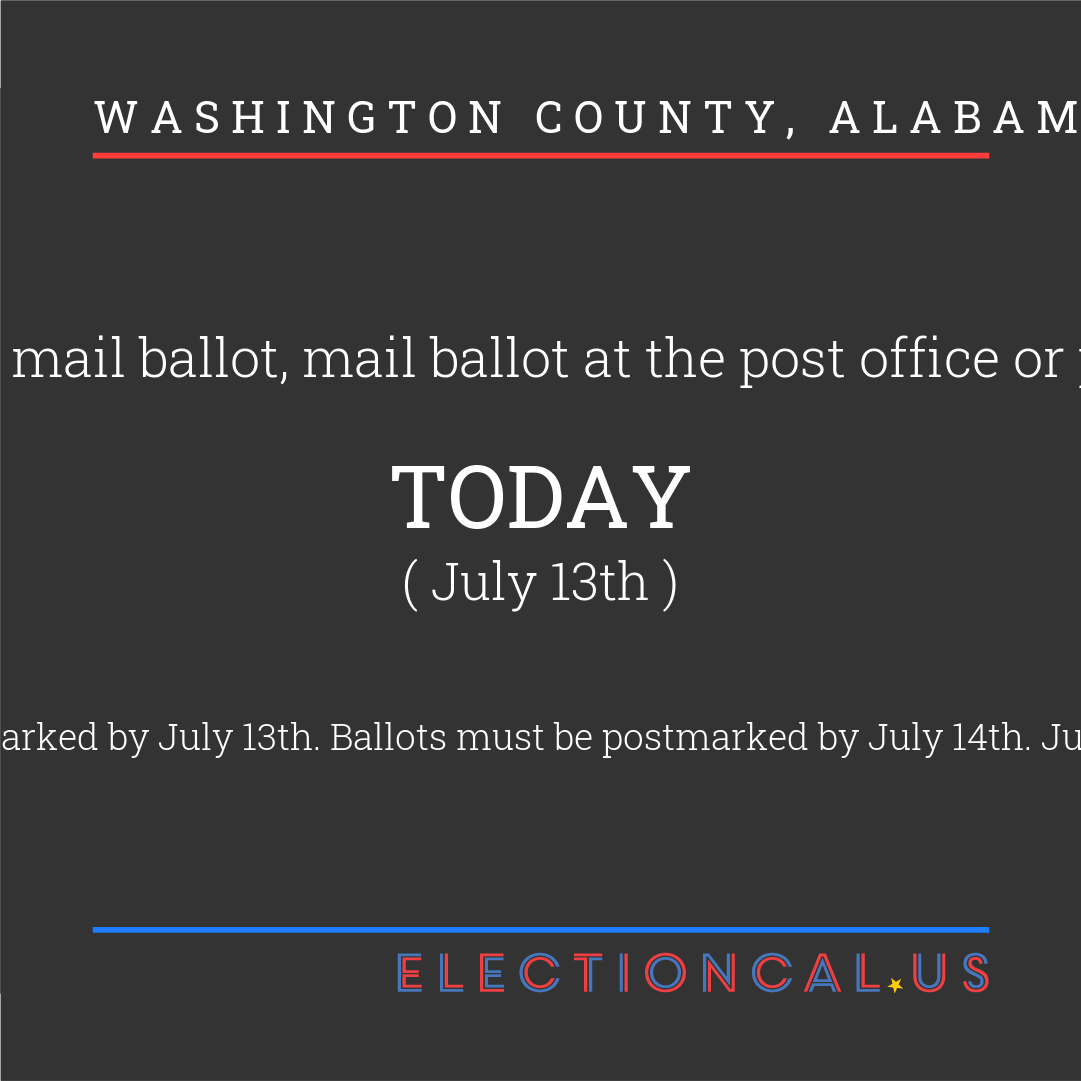 WASHINGTON COUNTY, ALABAM
mail ballot, mail ballot at the post office or
TODAY
( July 13th )
arked by July 13th. Ballots must be postmarked by July 14th. Ju
ELECTIONCAL.US